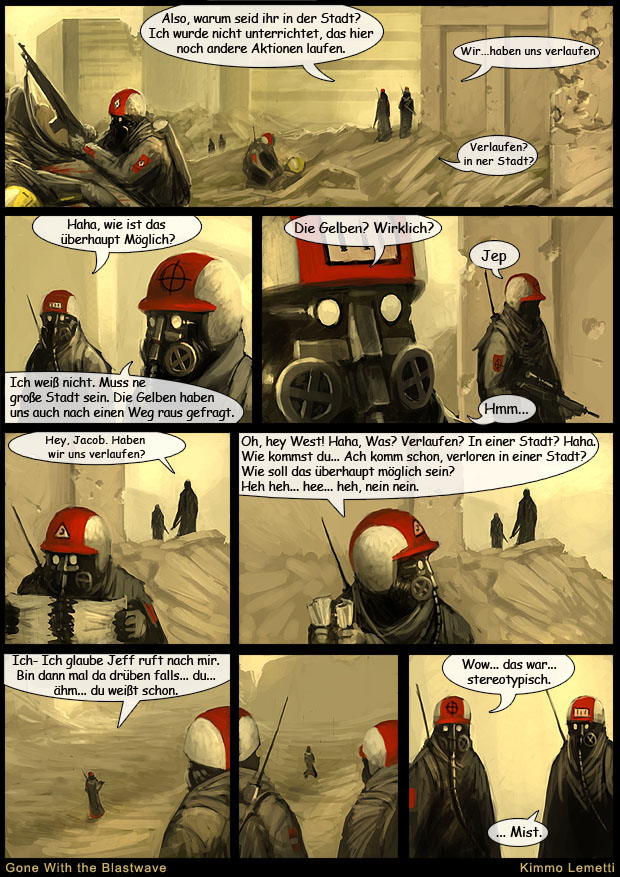 Also, warum seid ihr in der Stadt?
Ich wurde nicht unterrichtet, das hier
noch andere Aktionen laufen.
Wir...haben uns verlaufen
Verlaufen?
in ner Stadt?
Haha, wie ist das
überhaupt Möglich?
Ich weiß nicht. Muss ne
große Stadt sein. Die Gelben haben
uns auch nach einen Weg raus gefragt.
Die Gelben? Wirklich?
Jep
Hmm...
Hey, Jacob. Haben
wir uns verlaufen?
Oh, hey West! Haha, Was? Verlaufen? In einer Stadt? Haha.
Wie kommst du... Ach komm schon, verloren in einer Stadt?
Wie soll das überhaupt möglich sein?
Heh heh... hee... heh, nein nein.
Ich- Ich glaube Jeff ruft nach mir.
Bin dann mal da drüben falls... du...
ähm... du weißt schon.
Wow... das war...
stereotypisch.
... Mist.
Gone With the Blastwave
Kimmo Lemetti